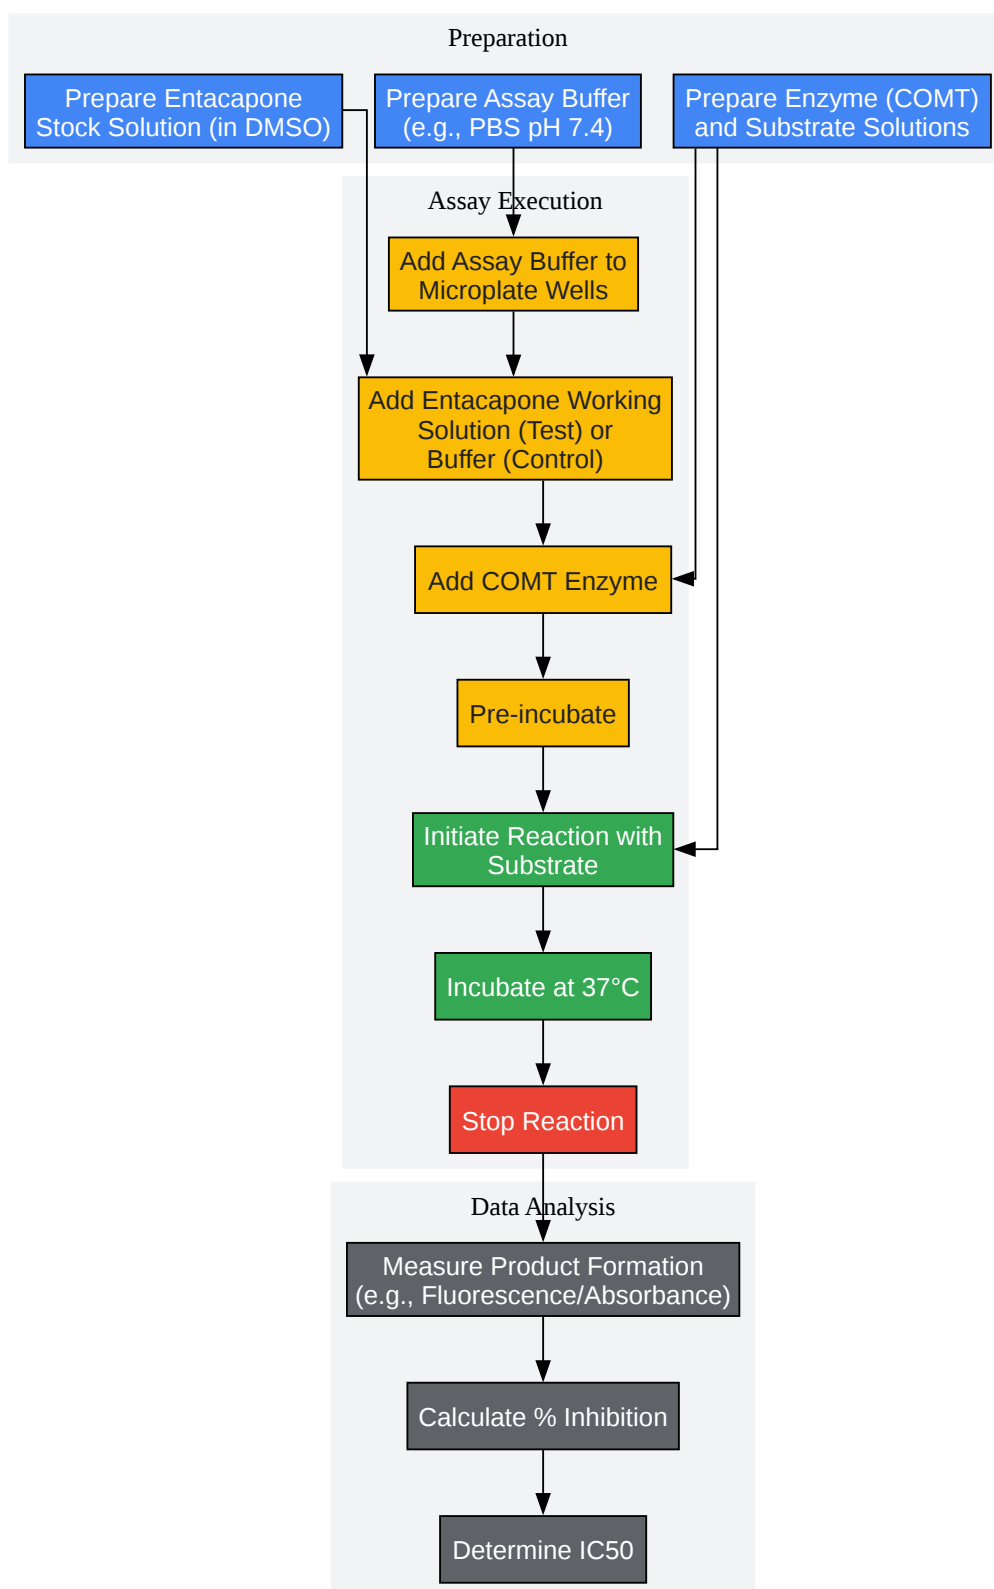 Preparation
Prepare Entacapone
Stock Solution (in DMSO)
Prepare Assay Buffer
(e.g., PBS pH 7.4)
Prepare Enzyme (COMT)
and Substrate Solutions
Assay Execution
Add Assay Buffer to
Microplate Wells
Add Entacapone Working
Solution (Test) or
Buffer (Control)
Add COMT Enzyme
Pre-incubate
Initiate Reaction with
Substrate
Incubate at 37°C
Stop Reaction
Data Analysis
Measure Product Formation
(e.g., Fluorescence/Absorbance)
Calculate % Inhibition
Determine IC50